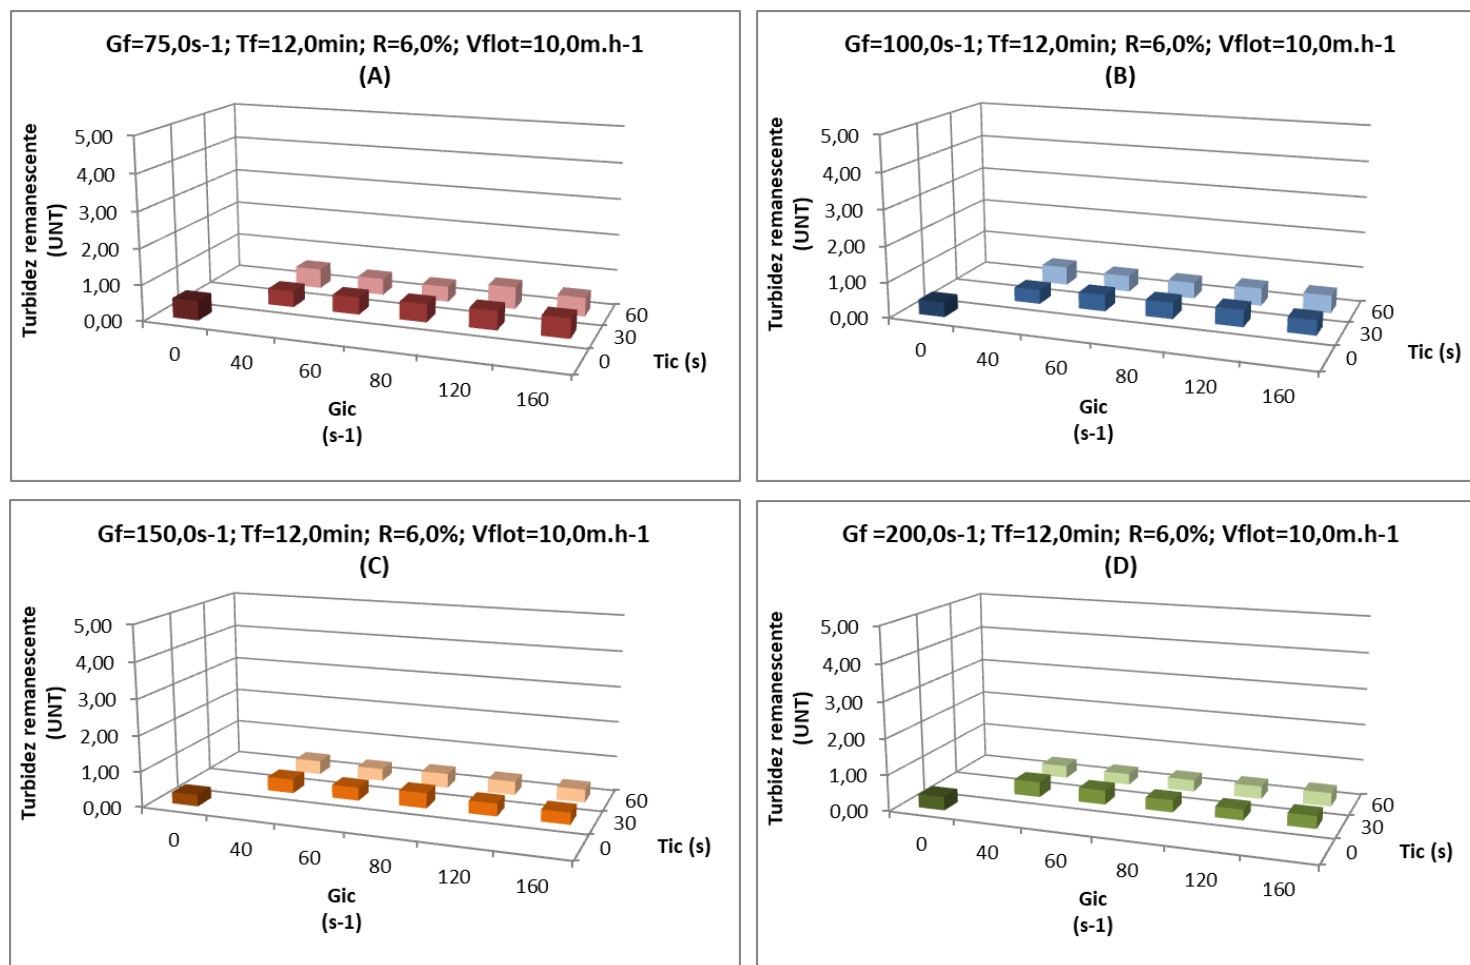 Gf=75,0s-1; Tf=12,0min; R=6,0%; Vflot=10,0m.h-1
(A)
Turbidez remanescente
(UNT)
5,00
4,00
3,00
2,00
1,00
0,00
0
40
60
80
120
160
Gic
(s-1)
60
30
0
Tic (s)
Gf=100,0s-1; Tf=12,0min; R=6,0%; Vflot=10,0m.h-1
(B)
Turbidez remanescente
(UNT)
5,00
4,00
3,00
2,00
1,00
0,00
0
40
60
80
120
160
Gic
(s-1)
60
30
0
Tic (s)
Gf=150,0s-1; Tf=12,0min; R=6,0%; Vflot=10,0m.h-1
(C)
Turbidez remanescente
(UNT)
5,00
4,00
3,00
2,00
1,00
0,00
0
40
60
80
120
160
Gic
(s-1)
60
30
0
Tic (s)
Gf =200,0s-1; Tf=12,0min; R=6,0%; Vflot=10,0m.h-1
(D)
Turbidez remanescente
(UNT)
5,00
4,00
3,00
2,00
1,00
0,00
0
40
60
80
120
160
Gic
(s-1)
60
30
0
Tic (s)